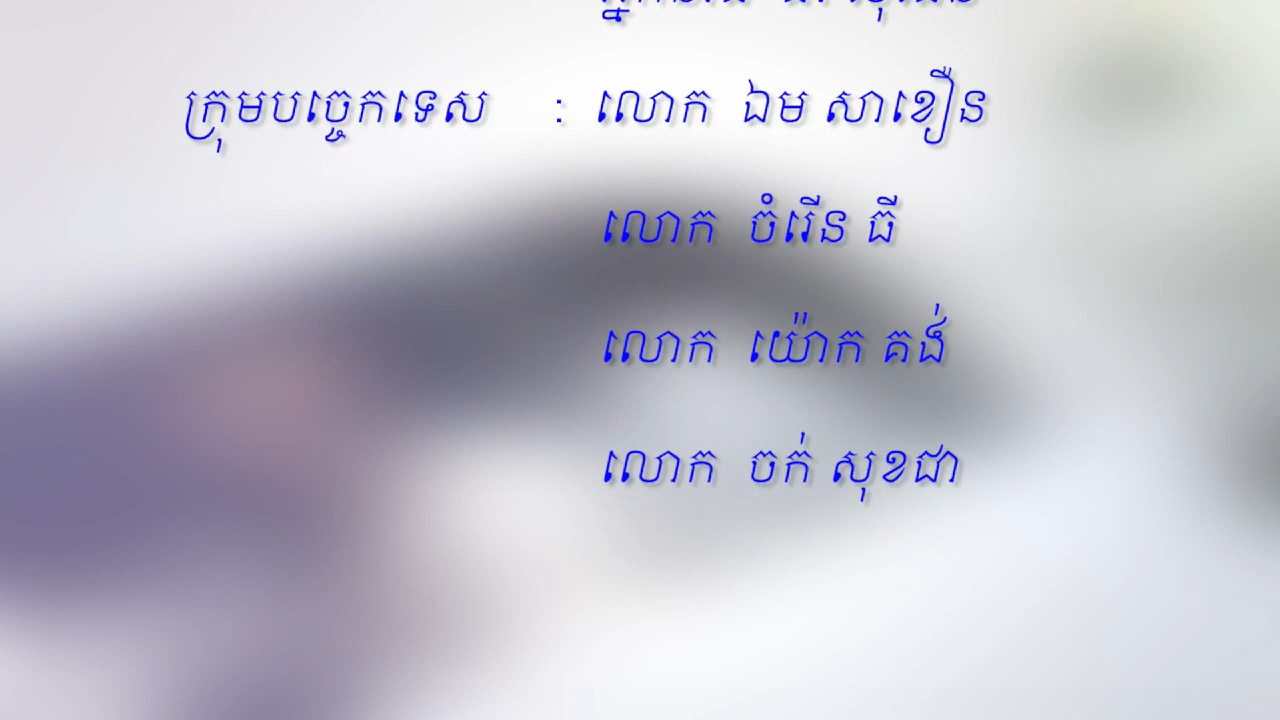 ក្រុមបច្ចេកទេស : លោក ឯម សាខឿន
លោក ចំរើន ធី
លោក យ៉ោក គង់
លោក ចក់ សុខជា